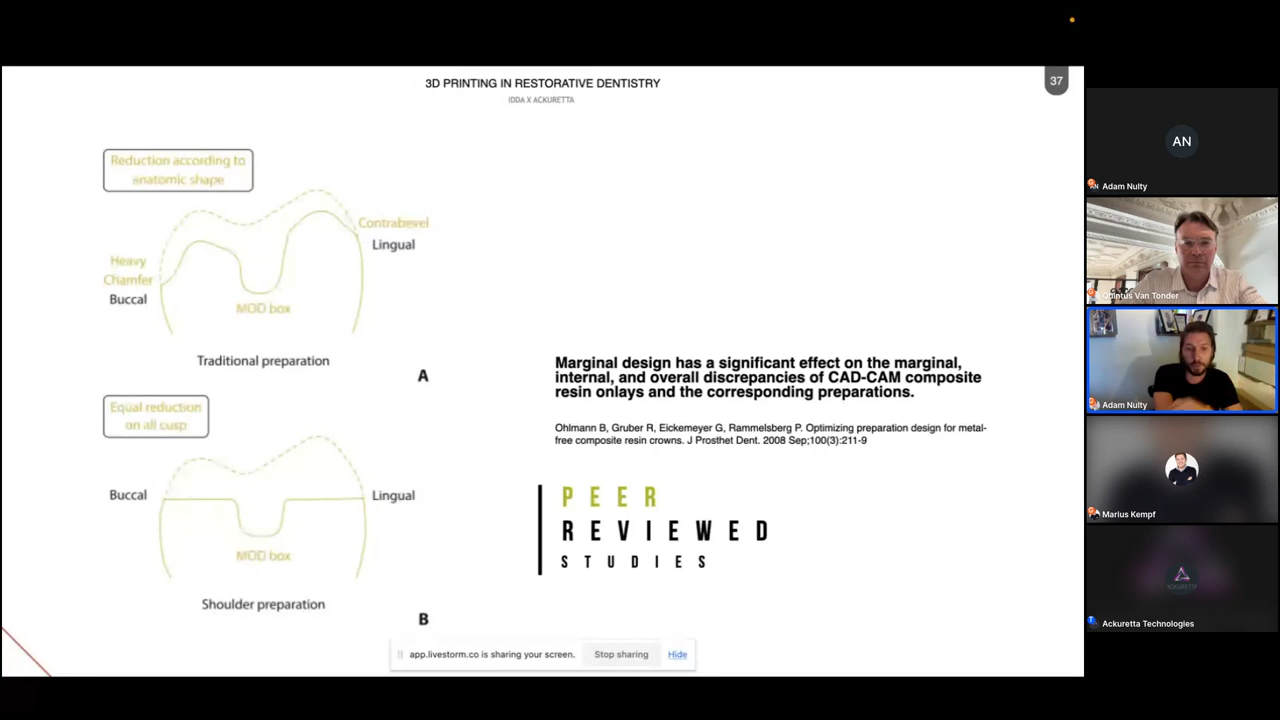 3D PRINTING IN RESTORATIVE DENTISTRY
IDDA X ACKURETTA
37
Reduction according to
anatomic shape
Contrabevel
Lingual
Heavy
Chamfer
Buccal
MOD box
Traditional preparation
A
Equal reduction
on all cusp
Buccal
Lingual
MOD box
Shoulder preparation
B
Marginal design has a significant effect on the marginal,
internal, and overall discrepancies of CAD-CAM composite
resin onlays and the corresponding preparations.
Ohlmann B, Gruber R, Eickemeyer G, Rammelsberg P. Optimizing preparation design for metal-
free composite resin crowns. J Prosthet Dent. 2008 Sep;100(3):211-9
PEER
REVIEWED
STUDIES
app.livestorm.co is sharing your screen.
Stop sharing
Hide
AN
Adam Nulty
Quintus Van Tonder
Adam Nulty
Marius Kempf
ACKURETTA
Ackuretta Technologies